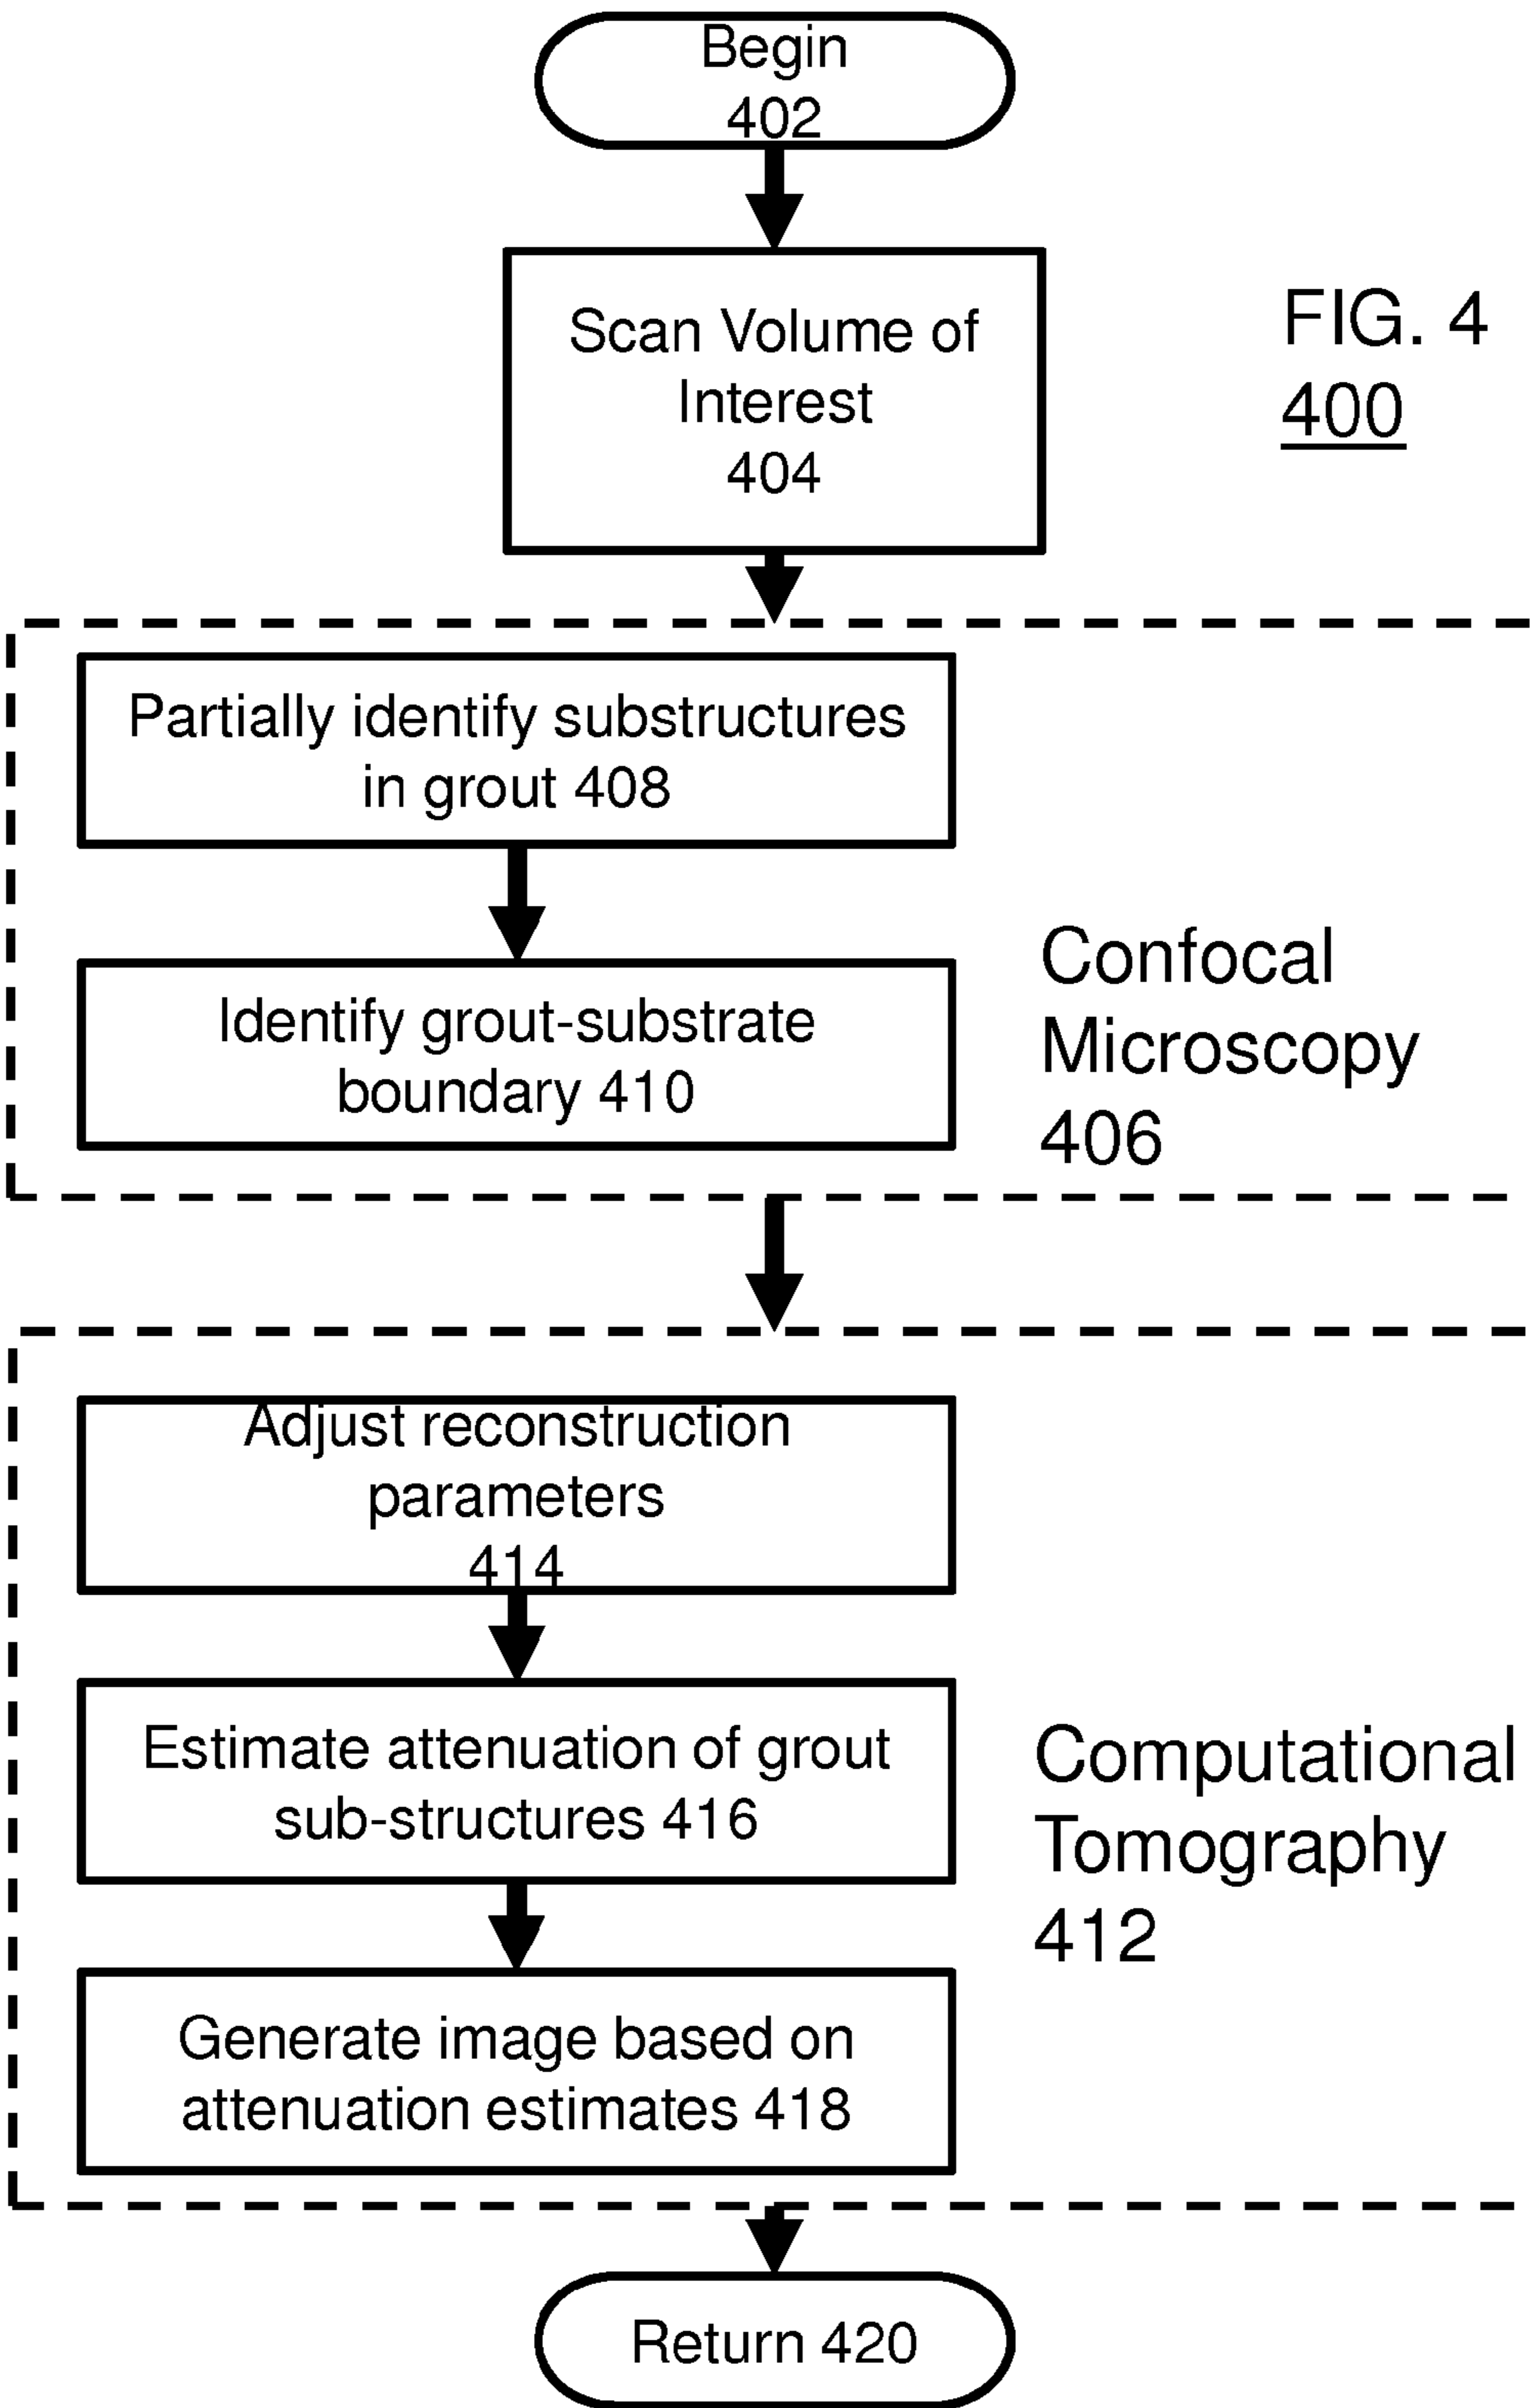 Begin
402
Scan Volume of
Interest
404
FIG. 4
400
Partially identify substructures
in grout 408
Identify grout-substrate
boundary 410
Confocal
Microscopy
406
Adjust reconstruction
parameters
414
Estimate attenuation of grout
sub-structures 416
Generate image based on
attenuation estimates 418
Computational
Tomography
412
Return 420